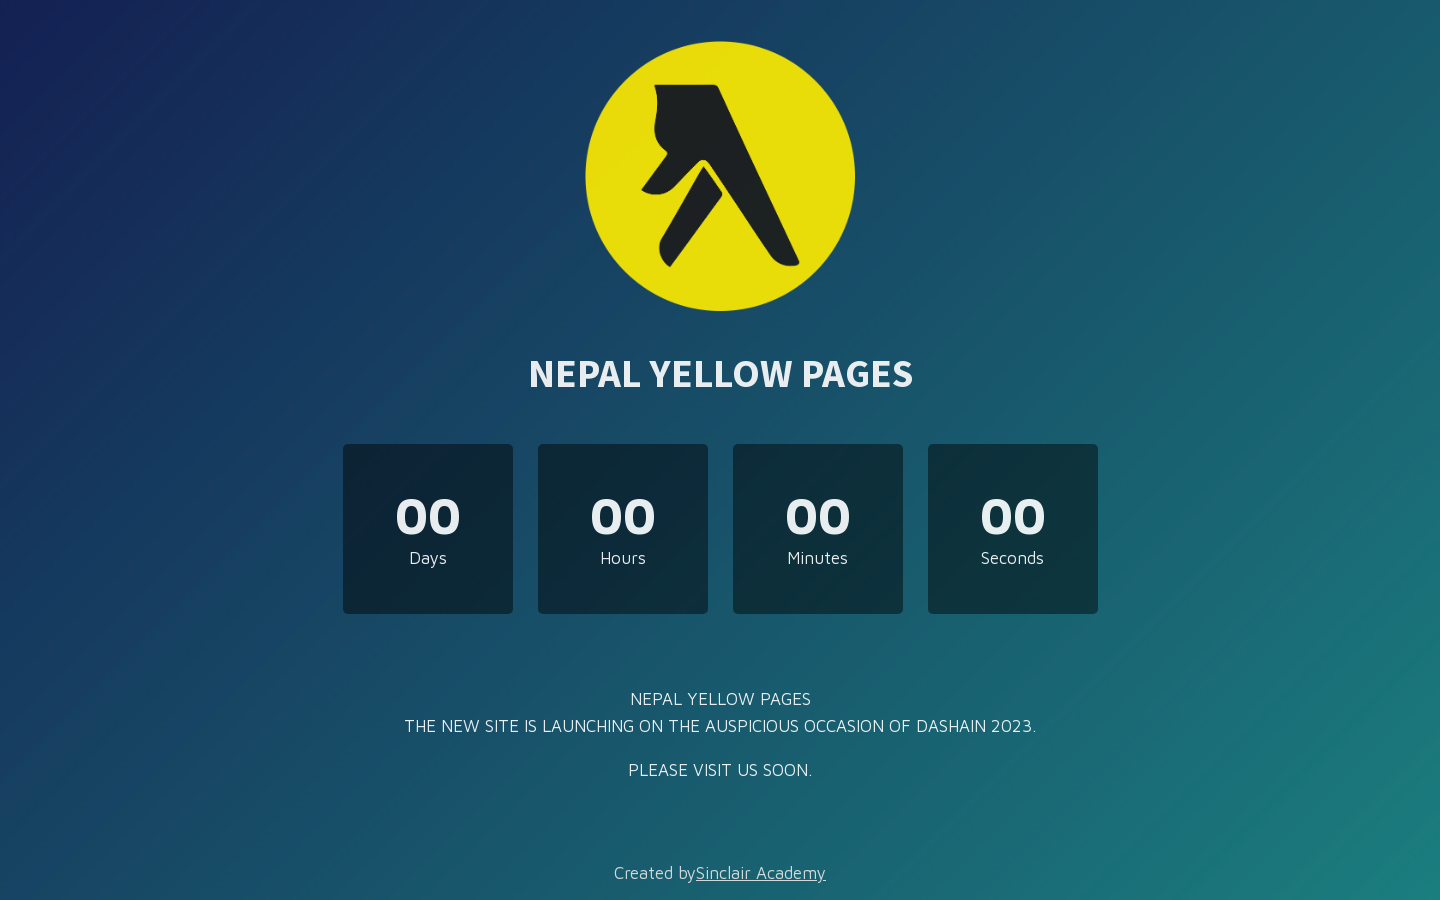 NEPAL YELLOW PAGES
00
Days
00
Hours
00
Minutes
00
Seconds
NEPAL YELLOW PAGES
THE NEW SITE IS LAUNCHING ON THE AUSPICIOUS OCCASION OF DASHAIN 2023.
PLEASE VISIT US SOON.
Created bySinclair Academy